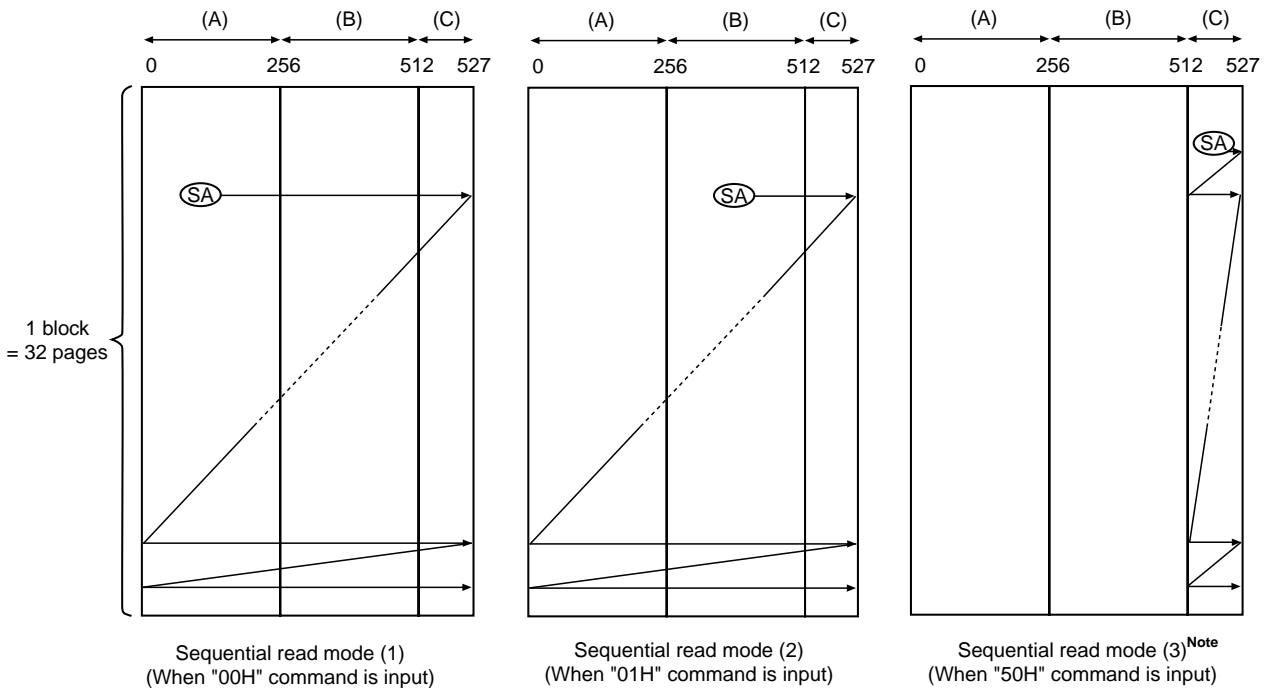 (A) (B) (C) (A) (B) (C) (A) (B) (C)
0 256 512 527 0 256 512 527 0 256 512 527
SA
SA SA
1 block
= 32 pages
Sequential read mode (1) Sequential read mode (2) Sequential read mode (3)Note
(When "00H" command is input) (When "01H" command is input) (When "50H" command is input)